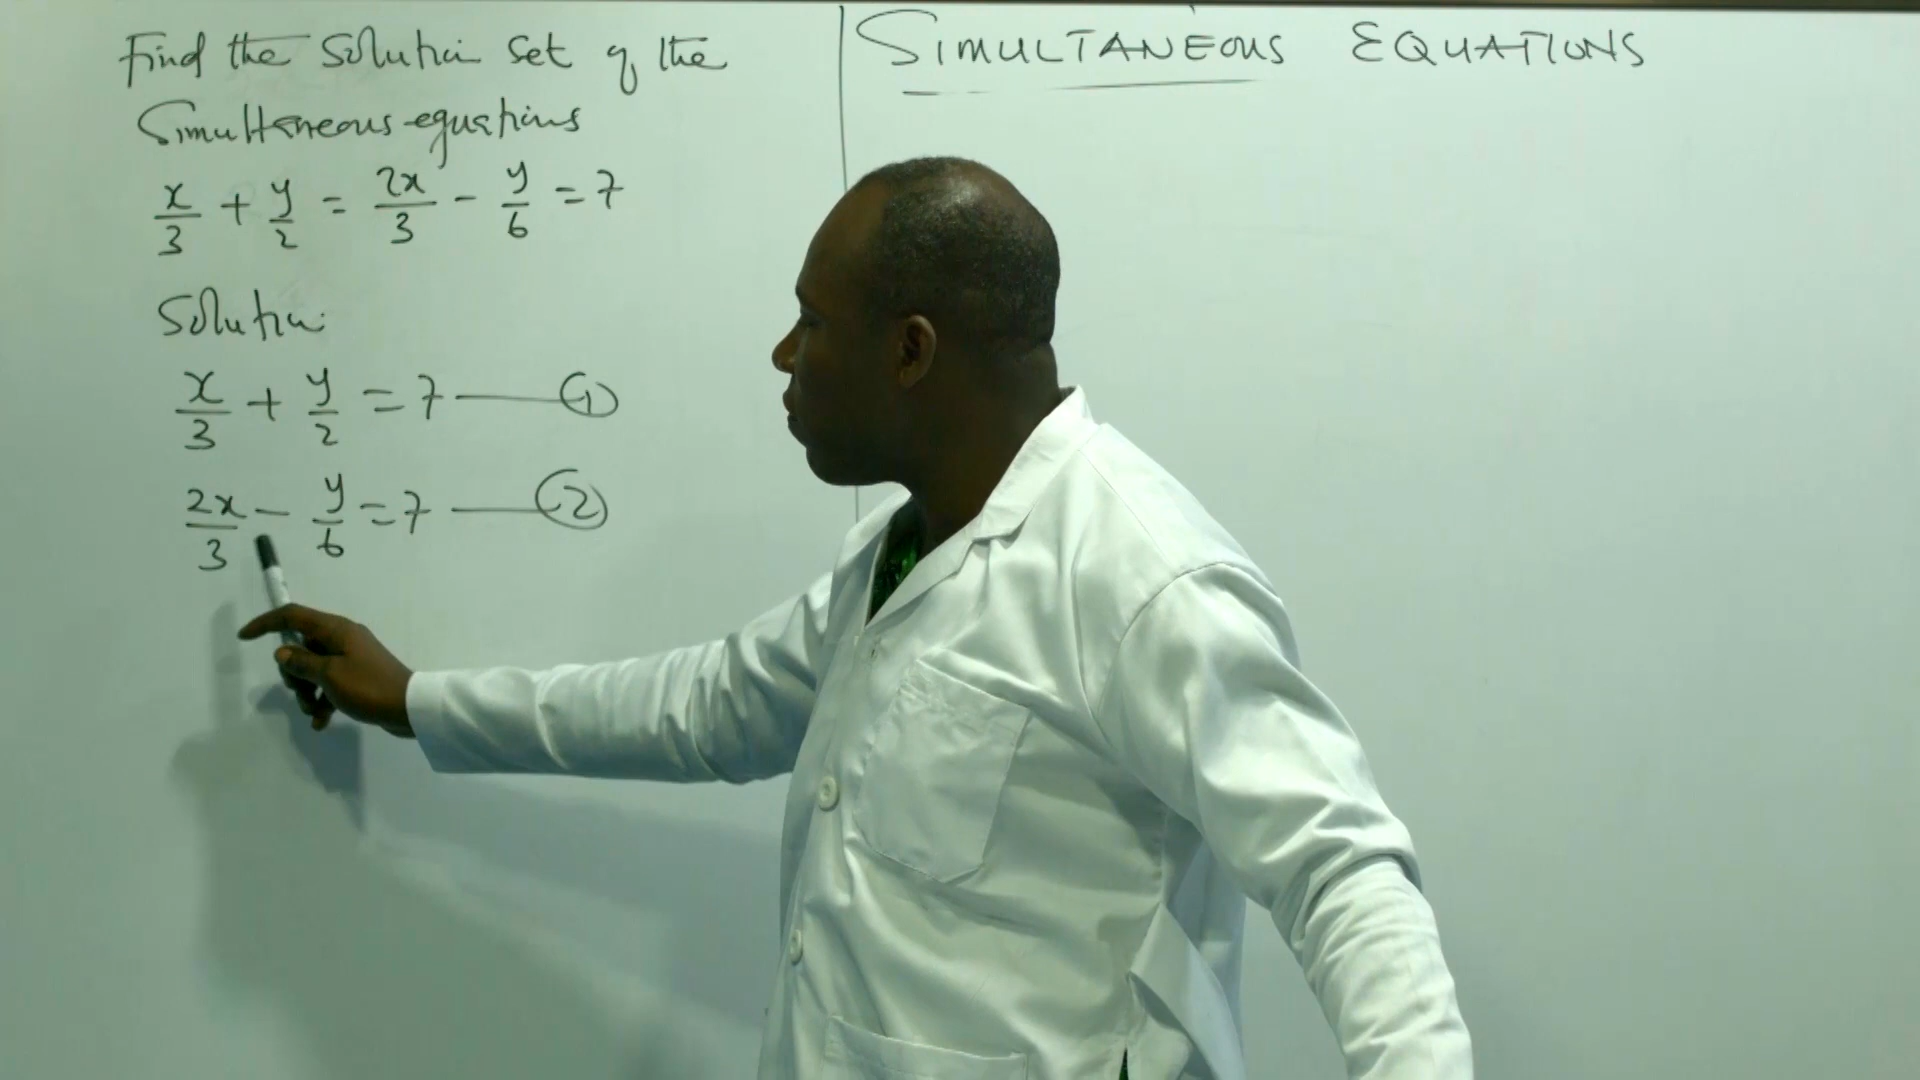 Find the solution set of the
Simultaneous equations
x/3 + y/2 = 2x/3 - y/6 = 7
Solution:
x/3 + y/2 = 7 —— ①
2x/3 - y/6 = 7 —— ②
SIMULTANEOUS EQUATIONS